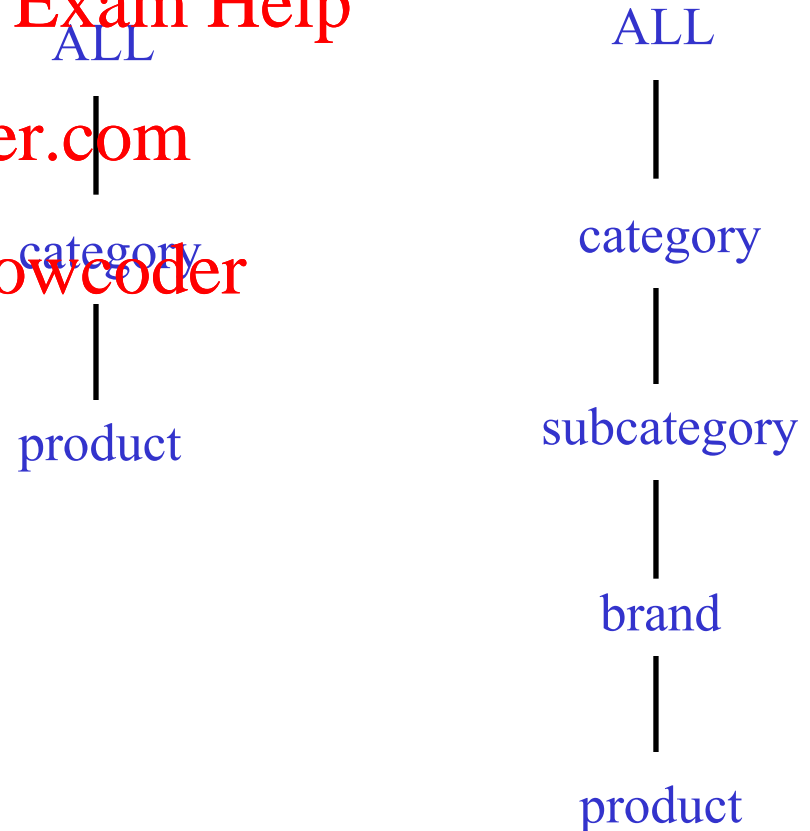 Exam Help
ALL
er.com
category
owcoder
product
ALL
category
subcategory
brand
product